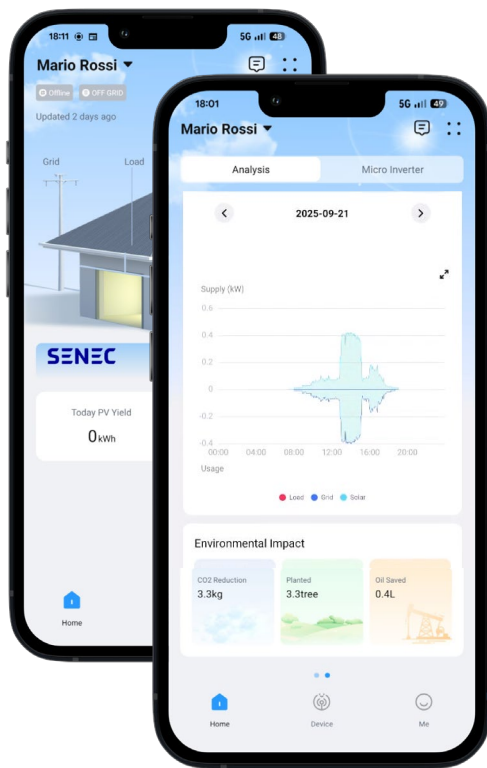 18:11
5G 48
Mario Rossi
Offline
OFF GRID
Updated 2 days ago
Grid
Load
SENEC
Today PV Yield
0 kWh
Home
18:01
5G 49
Mario Rossi
Analysis
Micro Inverter
2025-09-21
Supply (kW)
0.6
0.4
0.2
0
-0.2
-0.4
00:00 04:00 08:00 12:00 16:00 20:00
Usage
Load Grid Solar
Environmental Impact
CO2 Reduction
3.3kg
Planted
3.3tree
Oil Saved
0.4L
Home
Device
Me